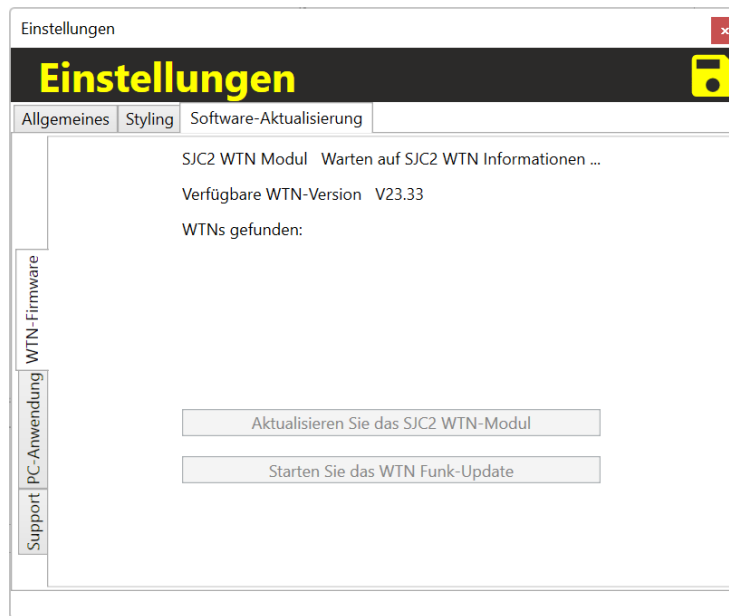 Einstellungen
Einstellungen
Allgemeines Styling Software-Aktualisierung
SJC2 WTN Modul Warten auf SJC2 WTN Informationen ...
Verfügbare WTN-Version V23.33
WTNs gefunden:
WTN-Firmware
PC-Anwendung
Support
Aktualisieren Sie das SJC2 WTN-Modul
Starten Sie das WTN Funk-Update